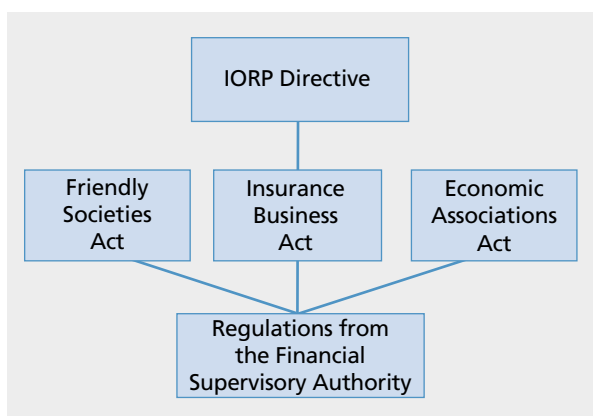 IORP Directive
Friendly
Societies
Act
Insurance
Business
Act
Economic
Associations
Act
Regulations from
the Financial
Supervisory Authority